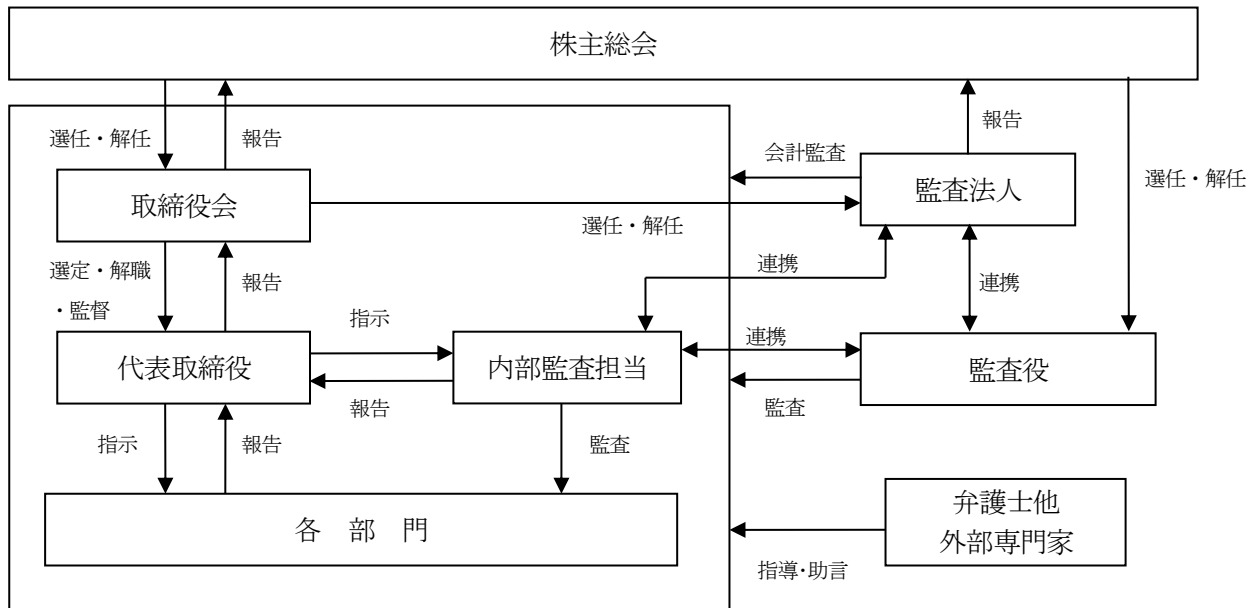 株主総会
選任・解任
報告
報告
会計監査
監査法人
選任・解任
取締役会
選任・解任
選定・解職
・監督
報告
連携
連携
指示
連携
代表取締役
内部監査担当
監査役
報告
監査
指示
報告
監査
各 部 門
弁護士他
外部専門家
指導・助言